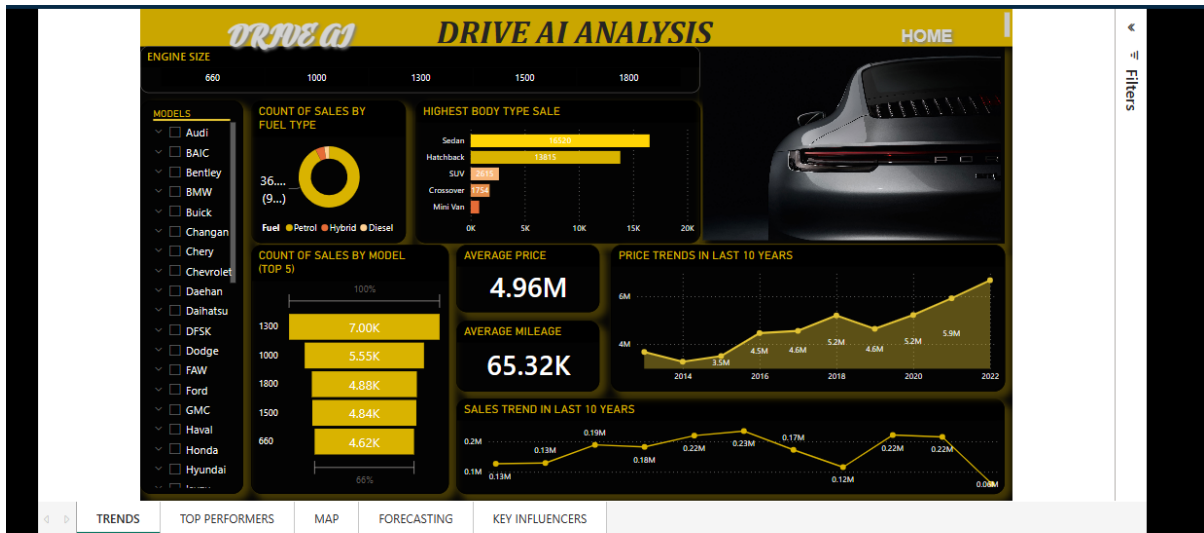 DRIVE AI
DRIVE AI ANALYSIS
HOME
ENGINE SIZE
660 1000 1300 1500 1800
MODELS
Audi
BAIC
Bentley
BMW
Buick
Changan
Chery
Chevrolet
Daehan
Daihatsu
DFSK
Dodge
FAW
Ford
GMC
Haval
Honda
Hyundai
COUNT OF SALES BY
FUEL TYPE
36....
(9...)
Fuel Petrol Hybrid Diesel
HIGHEST BODY TYPE SALE
Sedan 16520
Hatchback 13815
SUV 2615
Crossover 1754
Mini Van
0K 5K 10K 15K 20K
COUNT OF SALES BY MODEL
(TOP 5)
100%
1300 7.00K
1000 5.55K
1800 4.88K
1500 4.84K
660 4.62K
66%
AVERAGE PRICE
4.96M
AVERAGE MILEAGE
65.32K
PRICE TRENDS IN LAST 10 YEARS
6M
4M
3.5M 4.5M 4.6M 5.2M 4.6M 5.2M 5.9M
2014 2016 2018 2020 2022
SALES TREND IN LAST 10 YEARS
0.2M
0.1M
0.13M 0.13M 0.19M 0.18M 0.22M 0.23M 0.17M 0.12M 0.22M 0.22M
Filters
TRENDS TOP PERFORMERS MAP FORECASTING KEY INFLUENCERS